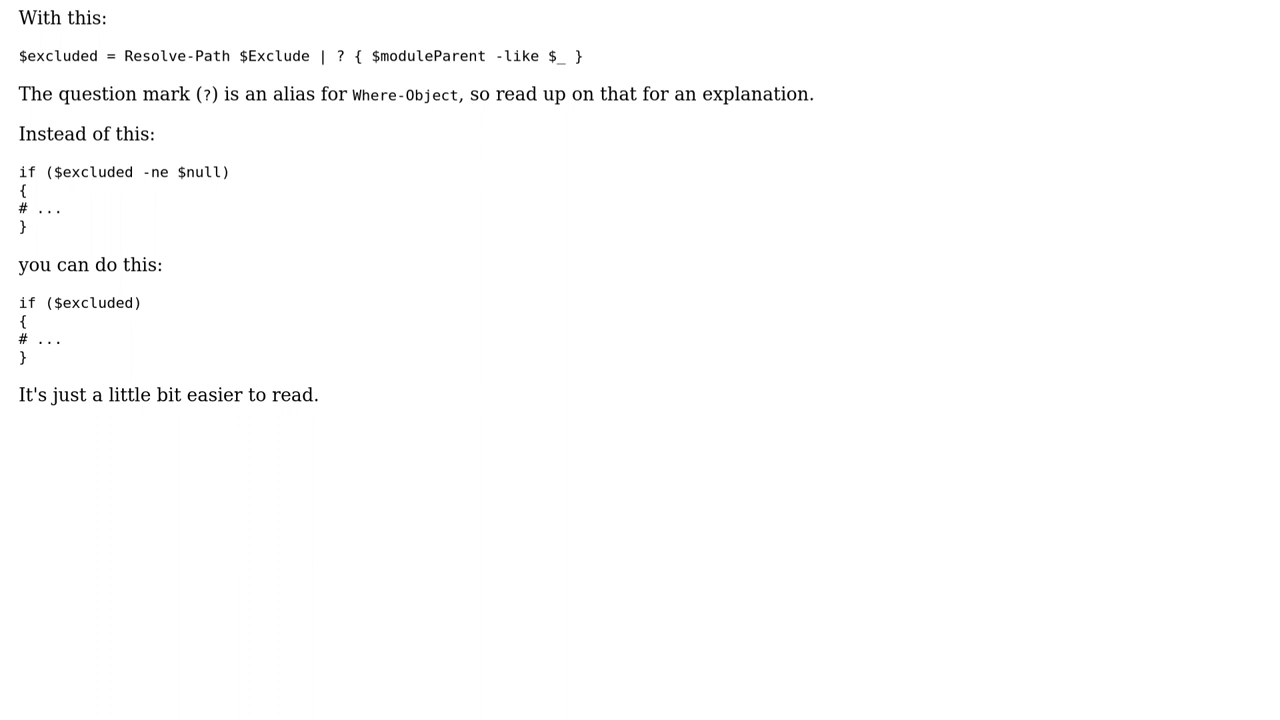 With this:
$excluded = Resolve-Path $Exclude | ? { $moduleParent -like $_ }
The question mark (?) is an alias for Where-Object, so read up on that for an explanation.
Instead of this:
if ($excluded -ne $null)
{
# ...
}
you can do this:
if ($excluded)
{
# ...
}
It's just a little bit easier to read.